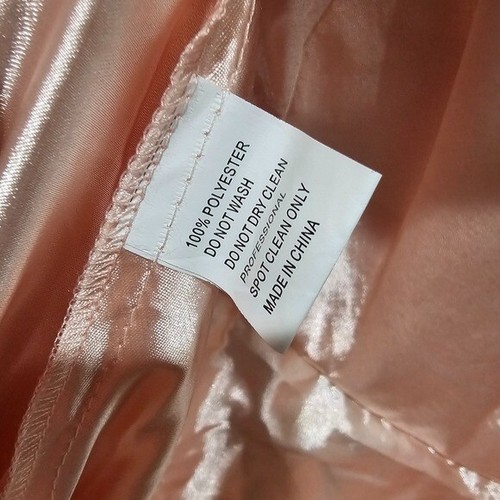 100% POLYESTER
DO NOT WASH
DO NOT DRY CLEAN
PROFESSIONAL
SPOT CLEAN ONLY
MADE IN CHINA